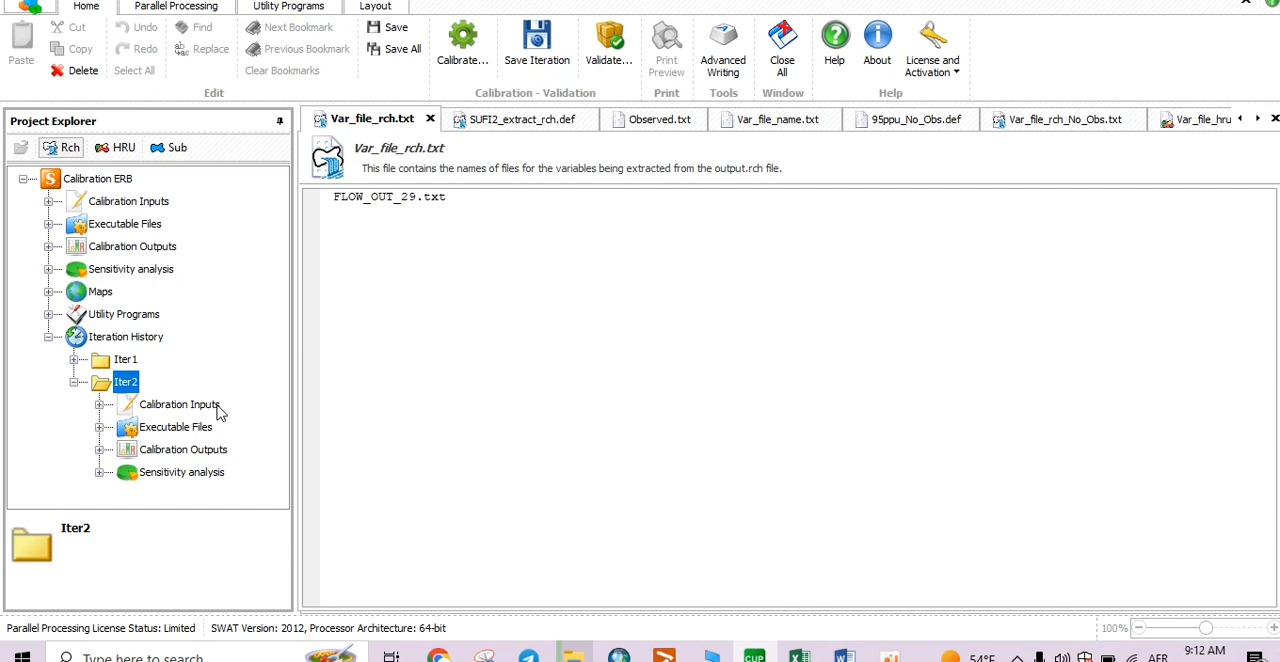 Home Parallel Processing Utility Programs Layout
Cut Undo Find Next Bookmark Save
Paste Copy Redo Replace Previous Bookmark Save All
Delete Select All Clear Bookmarks
Calibrate... Save Iteration Validate... Print Preview Advanced Writing Close All Help About License and Activation
Edit Calibration - Validation Print Tools Window Help
Project Explorer
Var_file_rch.txt SUFI2_extract_rch.def Observed.txt Var_file_name.txt 95ppu_No_Obs.def Var_file_rch_No_Obs.txt Var_file_hru
Rch HRU Sub
Var_file_rch.txt
This file contains the names of files for the variables being extracted from the output.rch file.
FLOW_OUT_29.txt
Calibration ERB
Calibration Inputs
Executable Files
Calibration Outputs
Sensitivity analysis
Maps
Utility Programs
Iteration History
Iter1
Iter2
Calibration Inputs
Executable Files
Calibration Outputs
Sensitivity analysis
Iter2
Parallel Processing License Status: Limited SWAT Version: 2012, Processor Architecture: 64-bit 100%
Type here to search 54°F AFR 9:12 AM